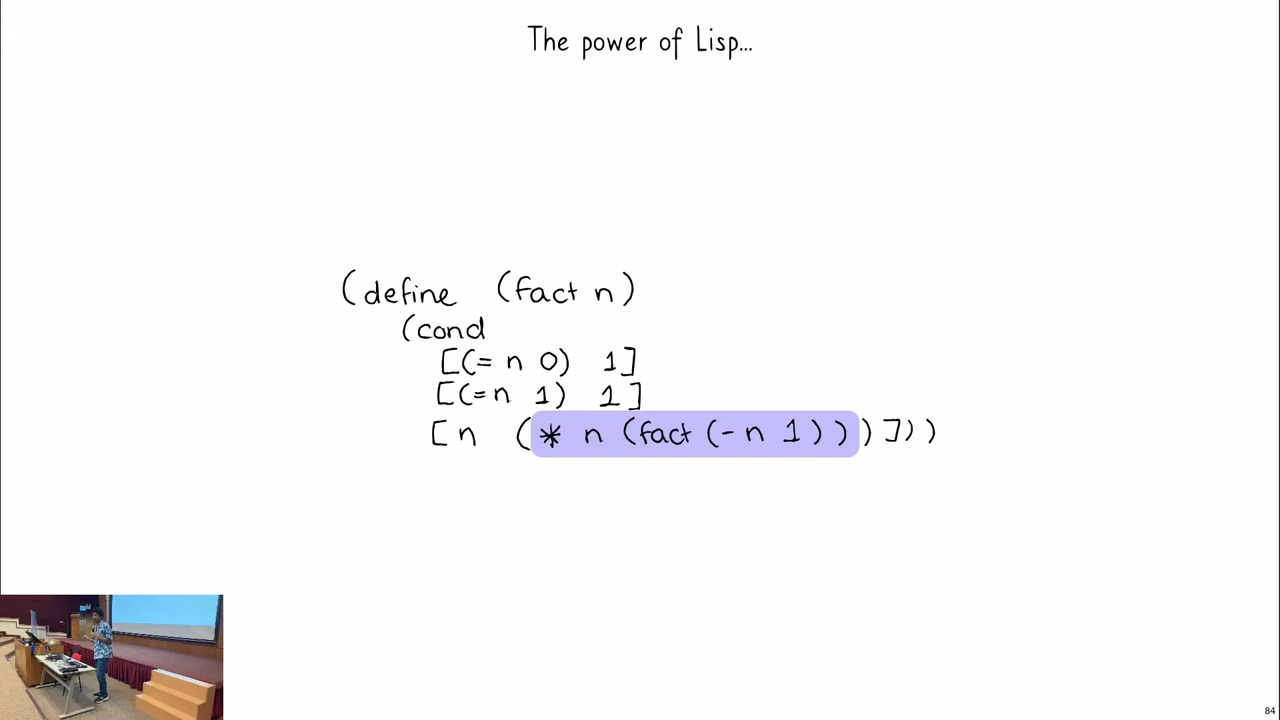 The power of Lisp...
(define (fact n)
(cond
[(= n 0) 1]
[(=n 1) 1]
[n (* n (fact (- n 1)))]))
84